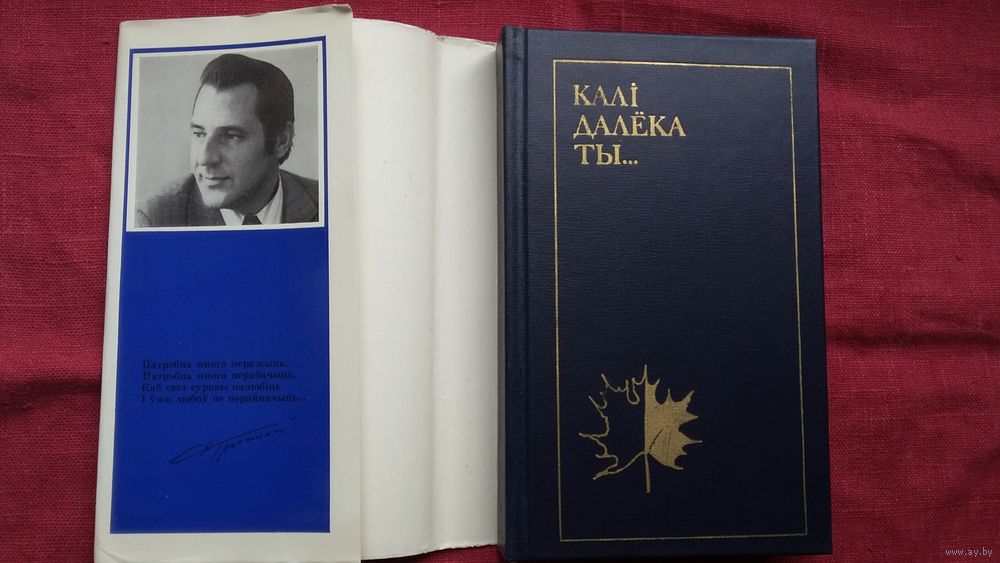 Патрэбна многа перажыць,
Патрэбна многа перабачыць,
Каб свет суровы палюбіць
І ўжо любоў не перайначыць...
КАЛІ
ДАЛЁКА
ТЫ...
www.ay.by